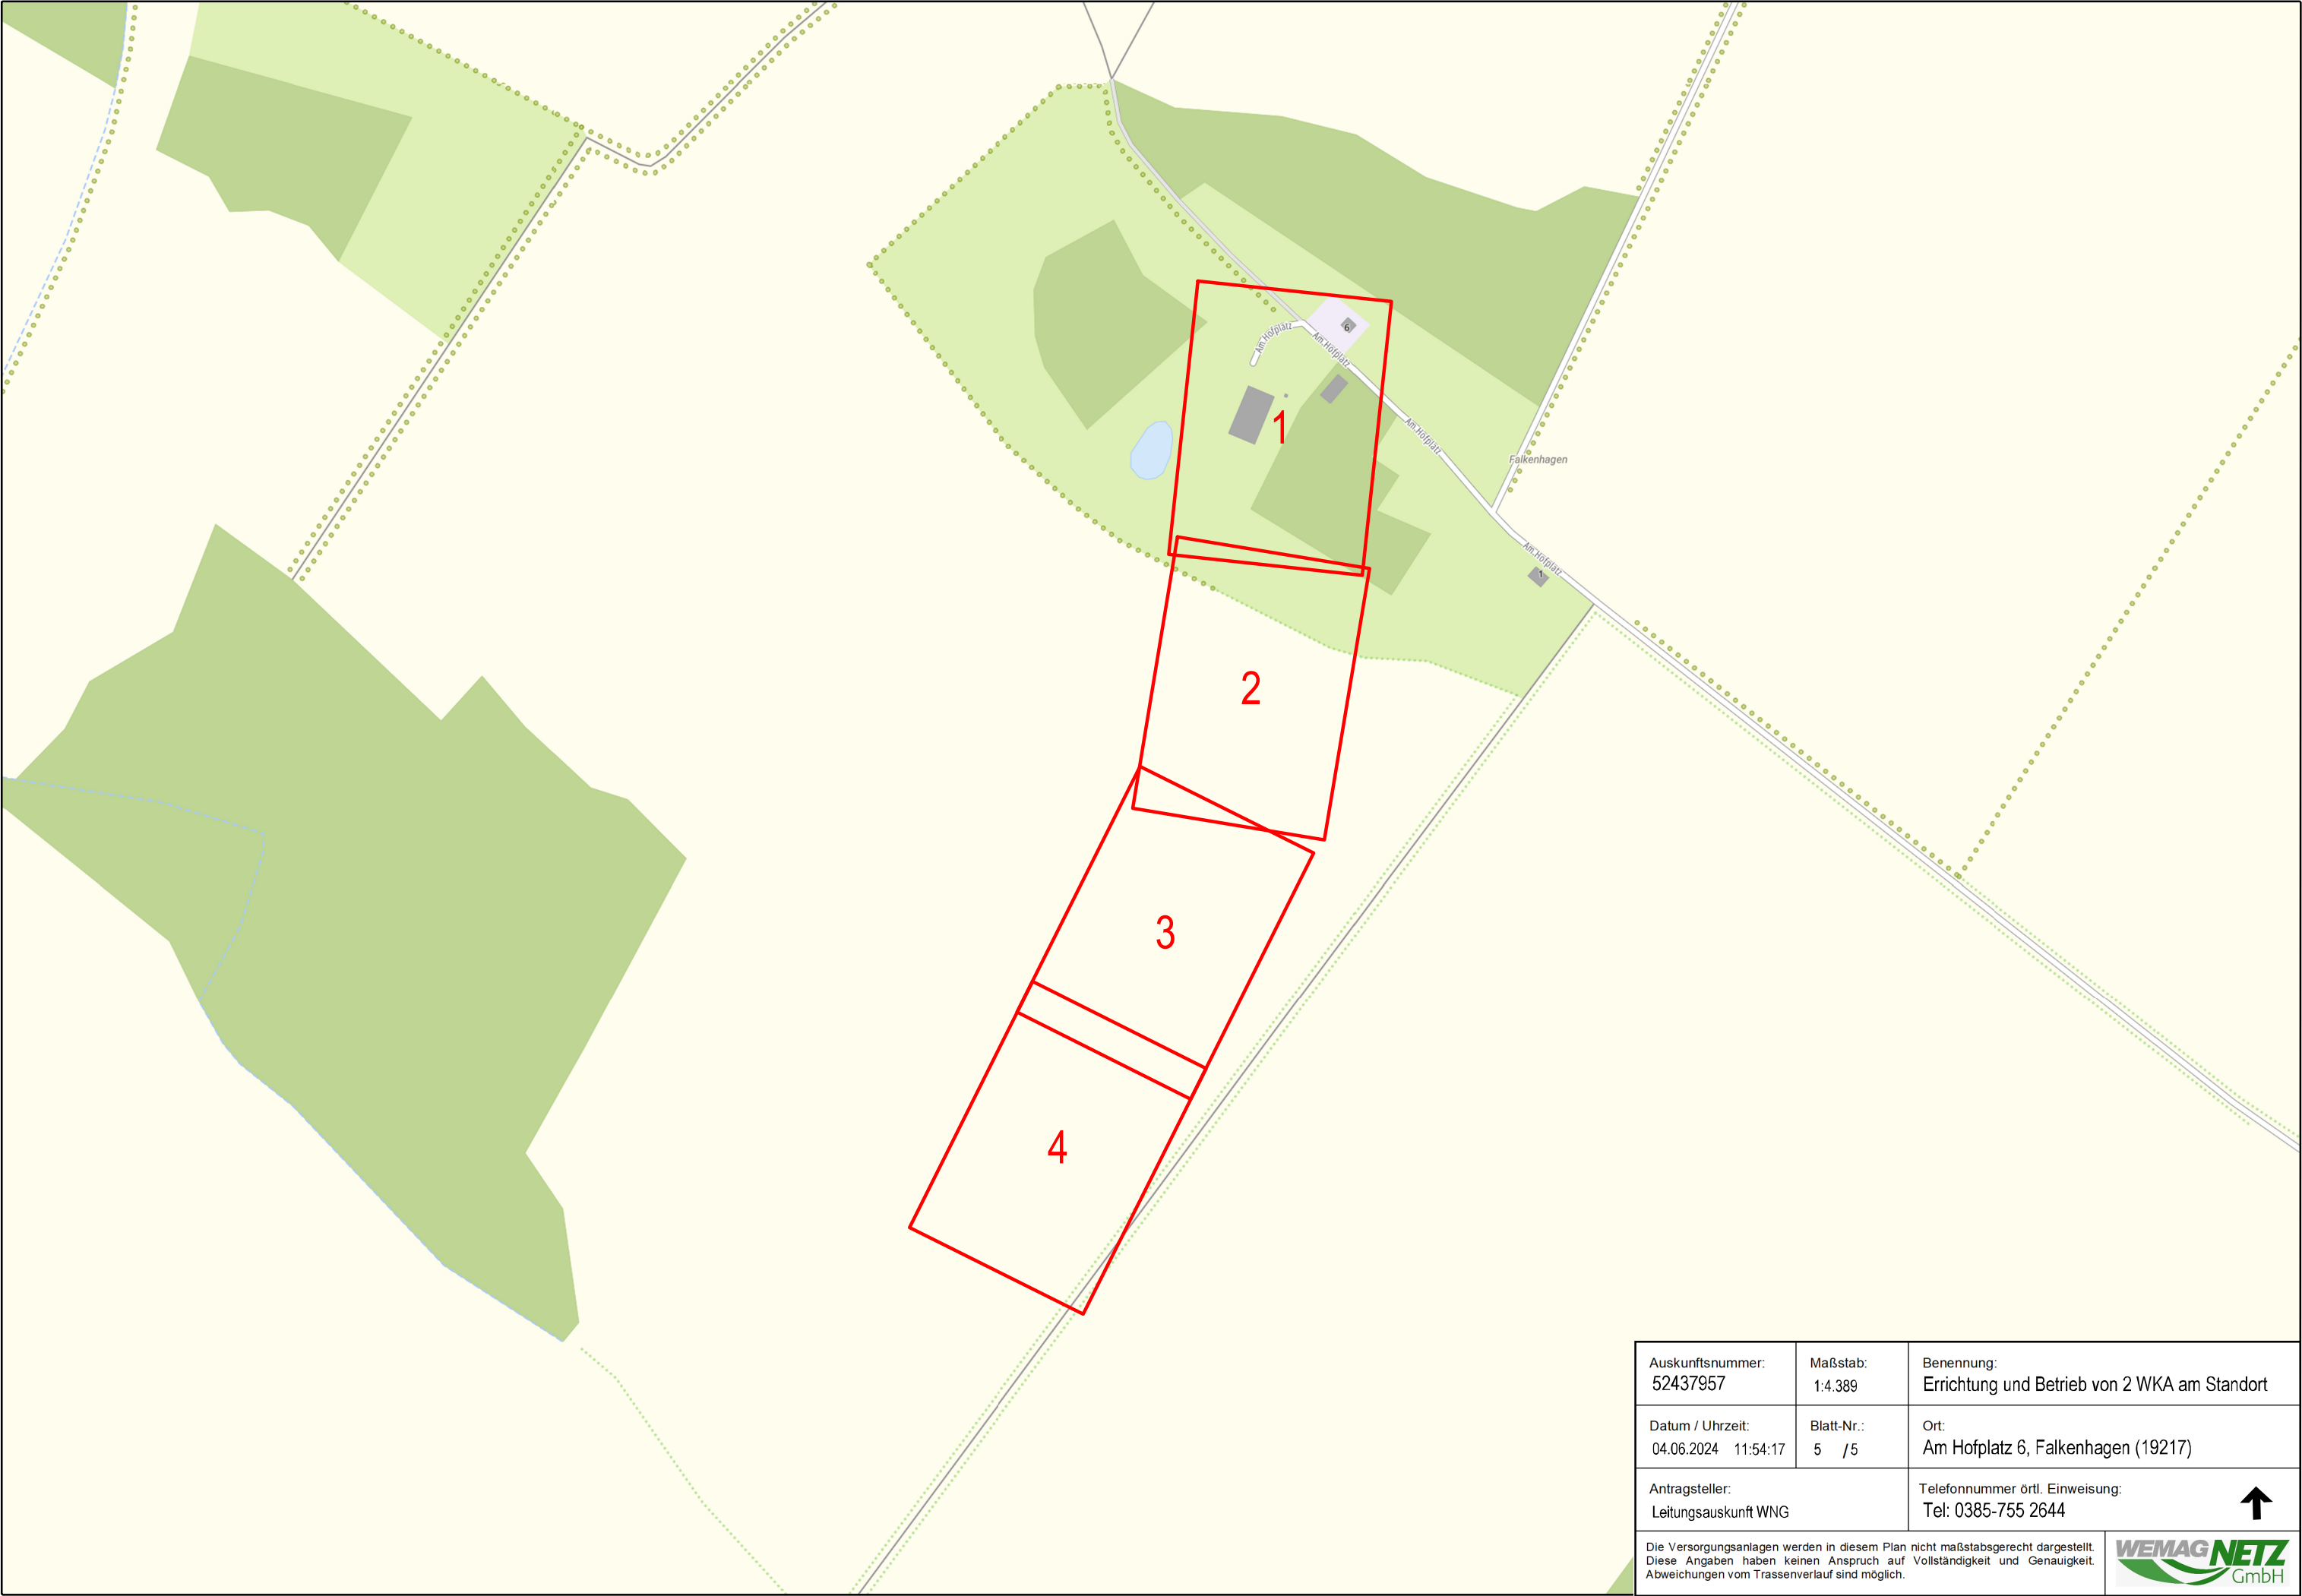 6
Am Hofplatz
Am Hofplatz
1
Am Hofplatz
Falkenhagen
Am Hofplatz
1
2
3
4
Auskunftsnummer:
52437957
Maßstab:
1:4.389
Benennung:
Errichtung und Betrieb von 2 WKA am Standort
Datum / Uhrzeit:
04.06.2024 11:54:17
Blatt-Nr.:
5 / 5
Ort:
Am Hofplatz 6, Falkenhagen (19217)
Antragsteller:
Leitungsauskunft WNG
Telefonnummer örtl. Einweisung:
Tel: 0385-755 2644
Die Versorgungsanlagen werden in diesem Plan nicht maßstabsgerecht dargestellt.
Diese Angaben haben keinen Anspruch auf Vollständigkeit und Genauigkeit.
Abweichungen vom Trassenverlauf sind möglich.
WEMAG NETZ
GmbH